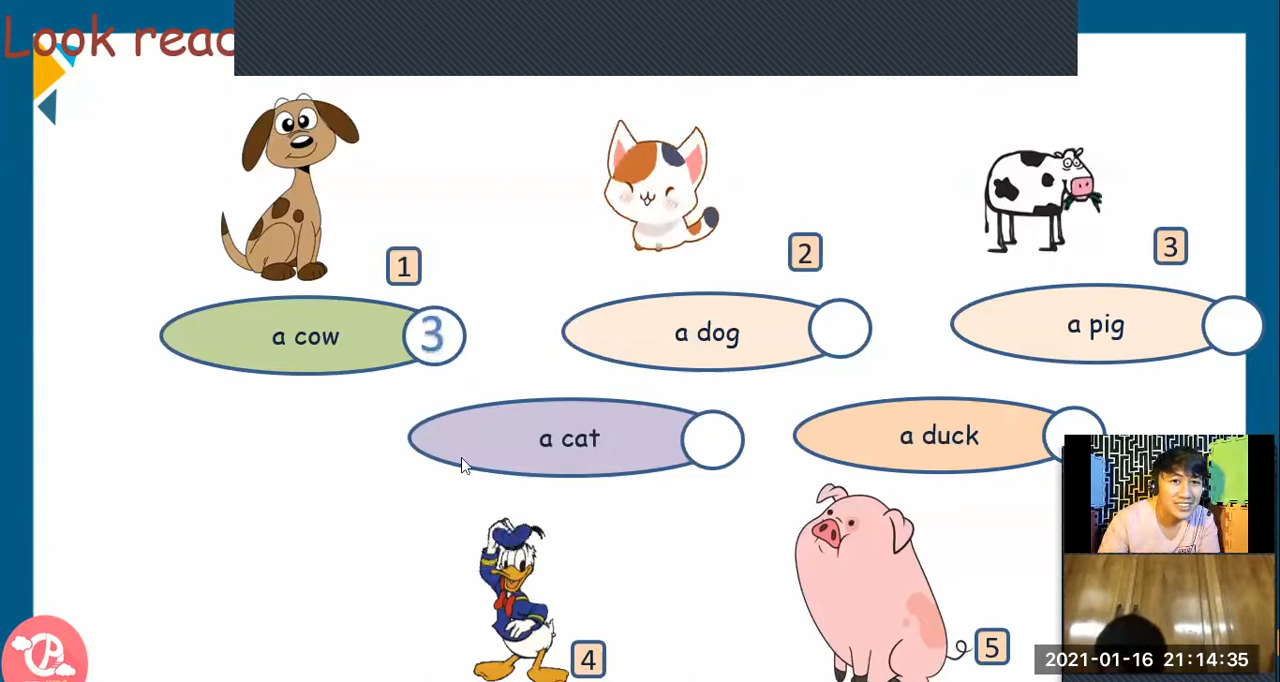 Look read
1
2
3
a cow 3
a dog
a pig
a cat
a duck
4
5
2021-01-16 21:14:35